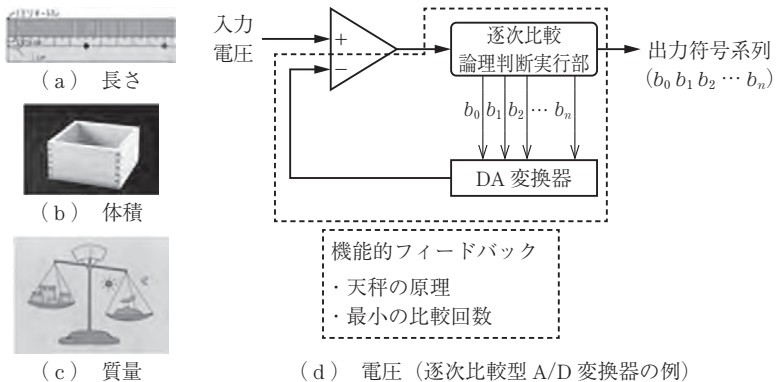 (a) 長さ
(b) 体積
(c) 質量
入力
電圧
+
−
逐次比較
論理判断実行部
出力符号系列
(b₀ b₁ b₂ … bₙ)
b₀ b₁ b₂ … bₙ
DA 変換器
機能的フィードバック
・天秤の原理
・最小の比較回数
(d) 電圧（逐次比較型 A/D 変換器の例）